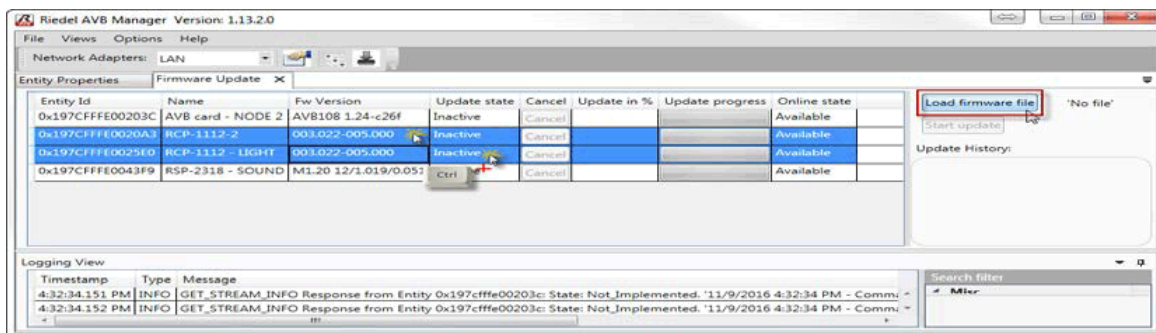 Riedel AVB Manager Version: 1.13.2.0
File Views Options Help
Network Adapters: LAN
Entity Properties Firmware Update
Entity Id Name Fw Version Update state Cancel Update in % Update progress Online state
0x197CFFFE00203C AVB card - NODE 2 AVB108 1.24-c26f Inactive Cancel Available
0x197CFFFE0020A3 RCP-1112-2 003.022-005.000 Inactive Cancel Available
0x197CFFFE0025E0 RCP-1112 - LIGHT 003.022-005.000 Inactive Cancel Available
0x197CFFFE0043F9 RSP-2318 - SOUND M1.20 12/1.019/0.051 Cancel Available
Ctrl
Load firmware file 'No file'
Start update
Update History:
Logging View
Timestamp Type Message
4:32:34.151 PM INFO GET_STREAM_INFO Response from Entity 0x197cfffe00203c: State: Not_Implemented. '11/9/2016 4:32:34 PM - Comm
4:32:34.152 PM INFO GET_STREAM_INFO Response from Entity 0x197cfffe00203c: State: Not_Implemented. '11/9/2016 4:32:34 PM - Comm
Search filter
Misc